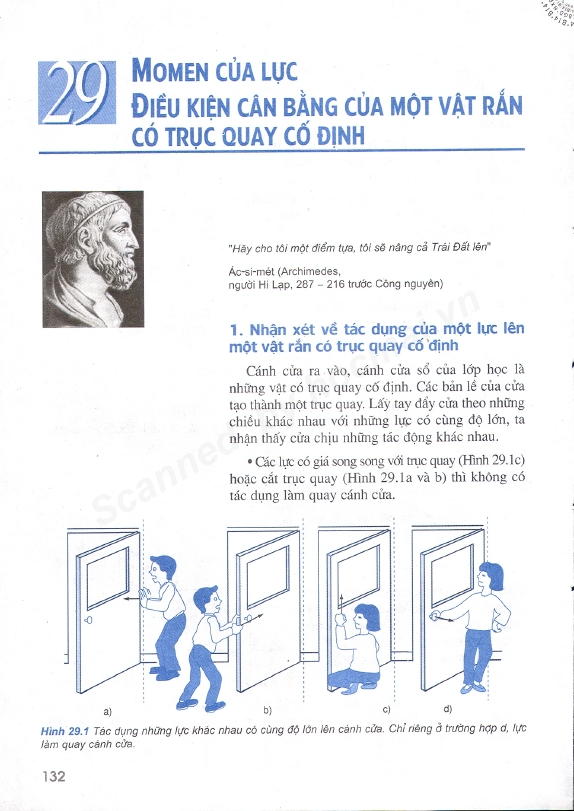 29
MOMEN CỦA LỰC
ĐIỀU KIỆN CÂN BẰNG CỦA MỘT VẬT RẮN
CÓ TRỤC QUAY CỐ ĐỊNH
"Hãy cho tôi một điểm tựa, tôi sẽ nâng cả Trái Đất lên"
Ác-si-mét (Archimedes,
người Hi Lạp, 287 – 216 trước Công nguyên)
1. Nhận xét về tác dụng của một lực lên
một vật rắn có trục quay cố định
Cánh cửa ra vào, cánh cửa sổ của lớp học là
những vật có trục quay cố định. Các bản lề của cửa
tạo thành một trục quay. Lấy tay đẩy cửa theo những
chiều khác nhau với những lực có cùng độ lớn, ta
nhận thấy cửa chịu những tác động khác nhau.
• Các lực có giá song song với trục quay (Hình 29.1c)
hoặc cắt trục quay (Hình 29.1a và b) thì không có
tác dụng làm quay cánh cửa.
a)
b)
c)
d)
Hình 29.1 Tác dụng những lực khác nhau có cùng độ lớn lên cánh cửa. Chỉ riêng ở trường hợp d, lực
làm quay cánh cửa.
132